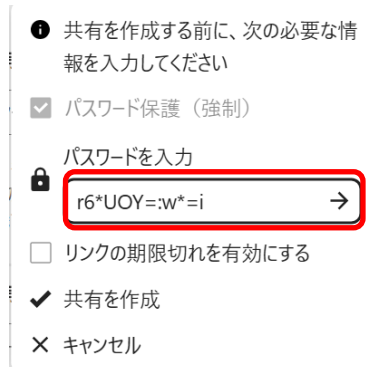 共有を作成する前に、次の必要な情
報を入力してください
パスワード保護（強制）
パスワードを入力
r6*UOY=:w*=i
リンクの期限切れを有効にする
共有を作成
キャンセル